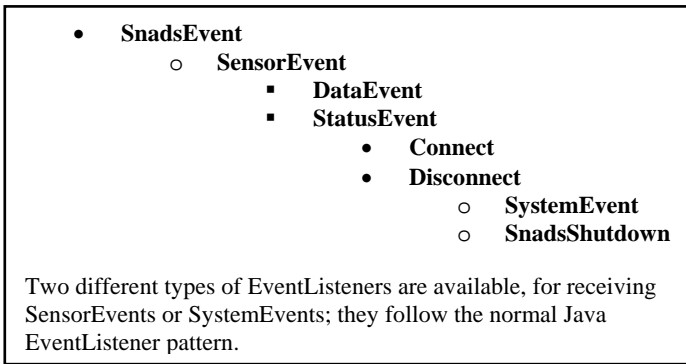 • SnadsEvent
o SensorEvent
▪ DataEvent
▪ StatusEvent
• Connect
• Disconnect
o SystemEvent
o SnadsShutdown
Two different types of EventListeners are available, for receiving
SensorEvents or SystemEvents; they follow the normal Java
EventListener pattern.